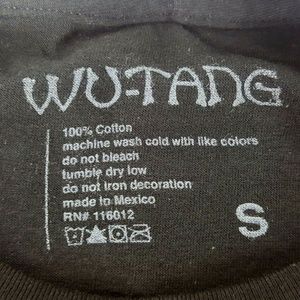 WU-TANG
100% Cotton
machine wash cold with like colors
do not bleach
tumble dry low
do not iron decoration
made in Mexico
RN# 116012
S